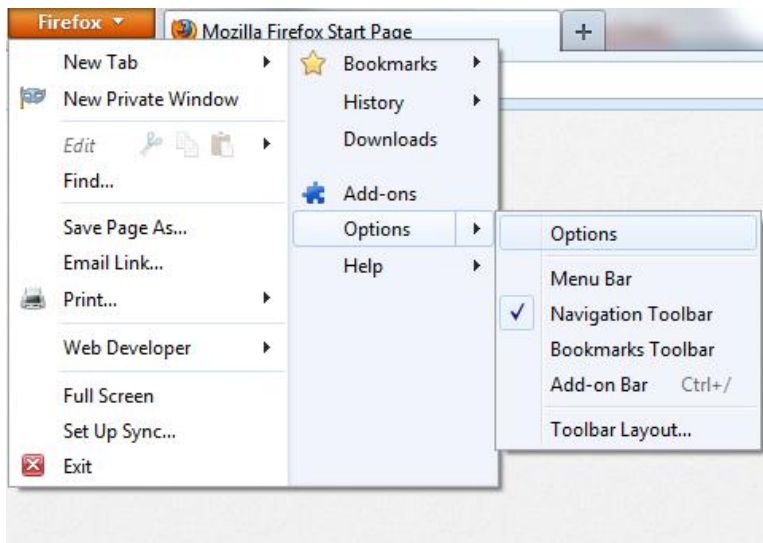 Firefox
Mozilla Firefox Start Page
New Tab
New Private Window
Edit
Find...
Save Page As...
Email Link...
Print...
Web Developer
Full Screen
Set Up Sync...
Exit
Bookmarks
History
Downloads
Add-ons
Options
Help
Options
Menu Bar
Navigation Toolbar
Bookmarks Toolbar
Add-on Bar Ctrl+/
Toolbar Layout...